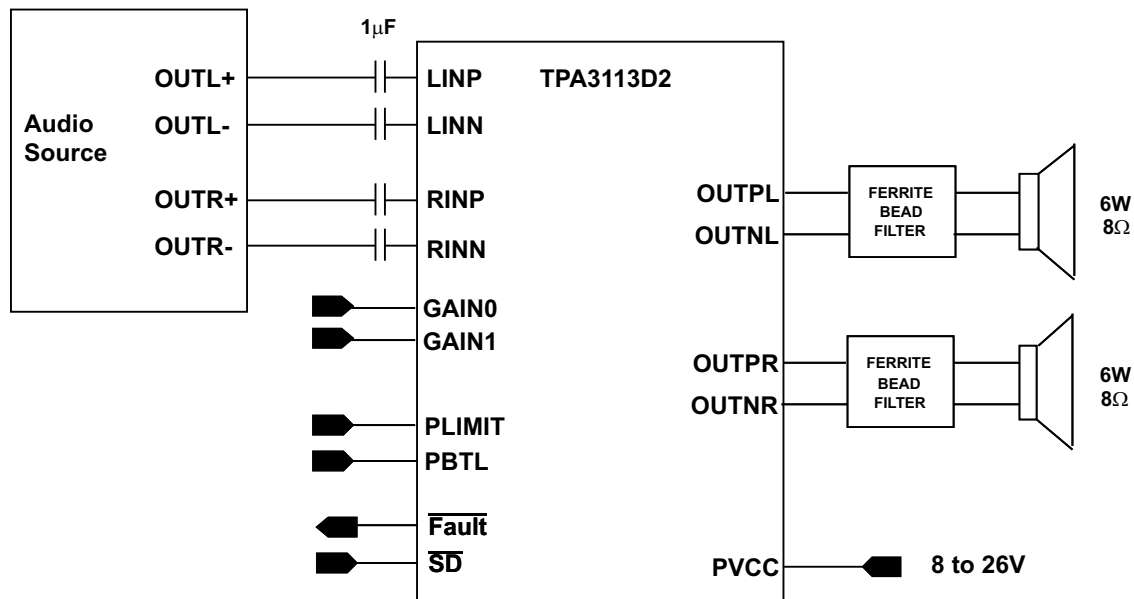 1μF
Audio
Source
OUTL+
OUTL-
OUTR+
OUTR-
LINP
LINN
RINP
RINN
GAIN0
GAIN1
PLIMIT
PBTL
Fault
SD
TPA3113D2
OUTPL
OUTNL
OUTPR
OUTNR
PVCC
FERRITE
BEAD
FILTER
6W
8Ω
FERRITE
BEAD
FILTER
6W
8Ω
8 to 26V